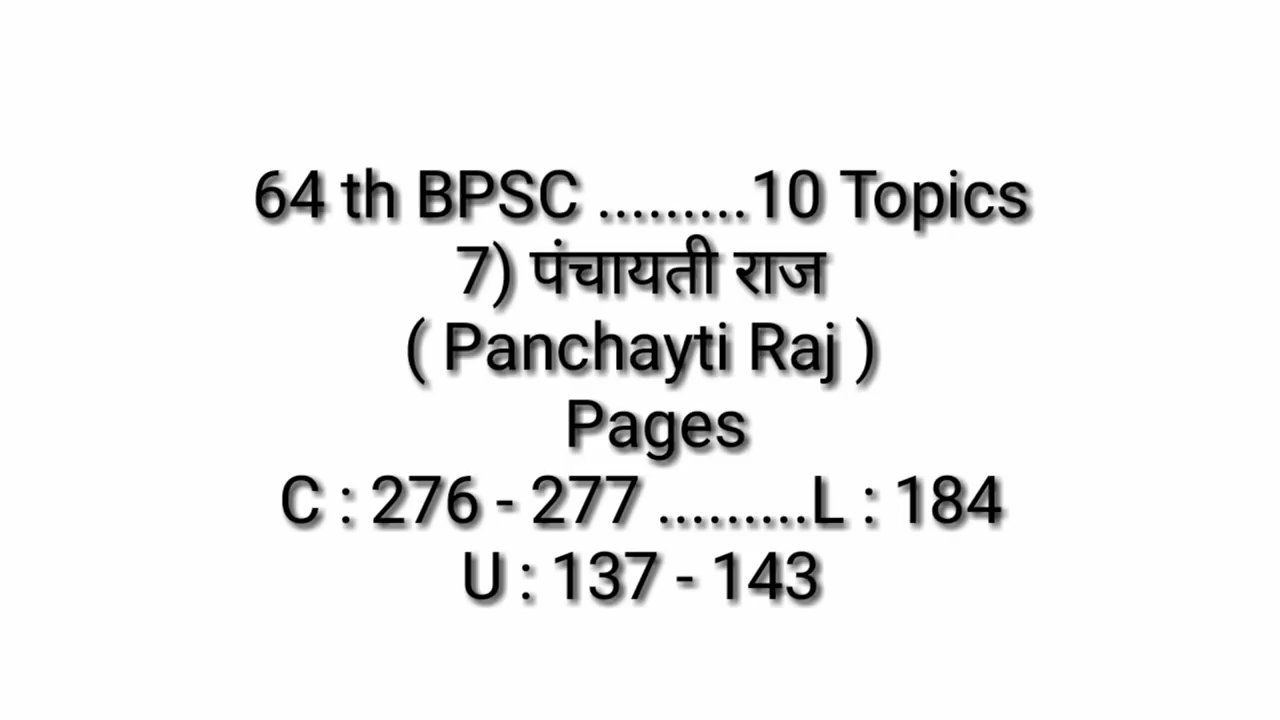 64 th BPSC .........10 Topics
7) पंचायती राज
( Panchayti Raj )
Pages
C : 276 - 277 .........L : 184
U : 137 - 143